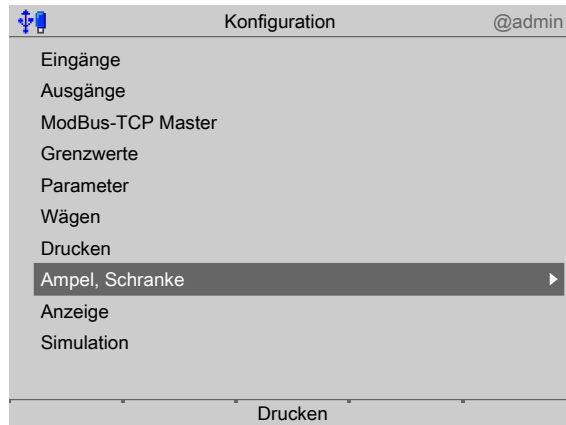 Konfiguration @admin
Eingänge
Ausgänge
ModBus-TCP Master
Grenzwerte
Parameter
Wägen
Drucken
Ampel, Schranke
Anzeige
Simulation
Drucken